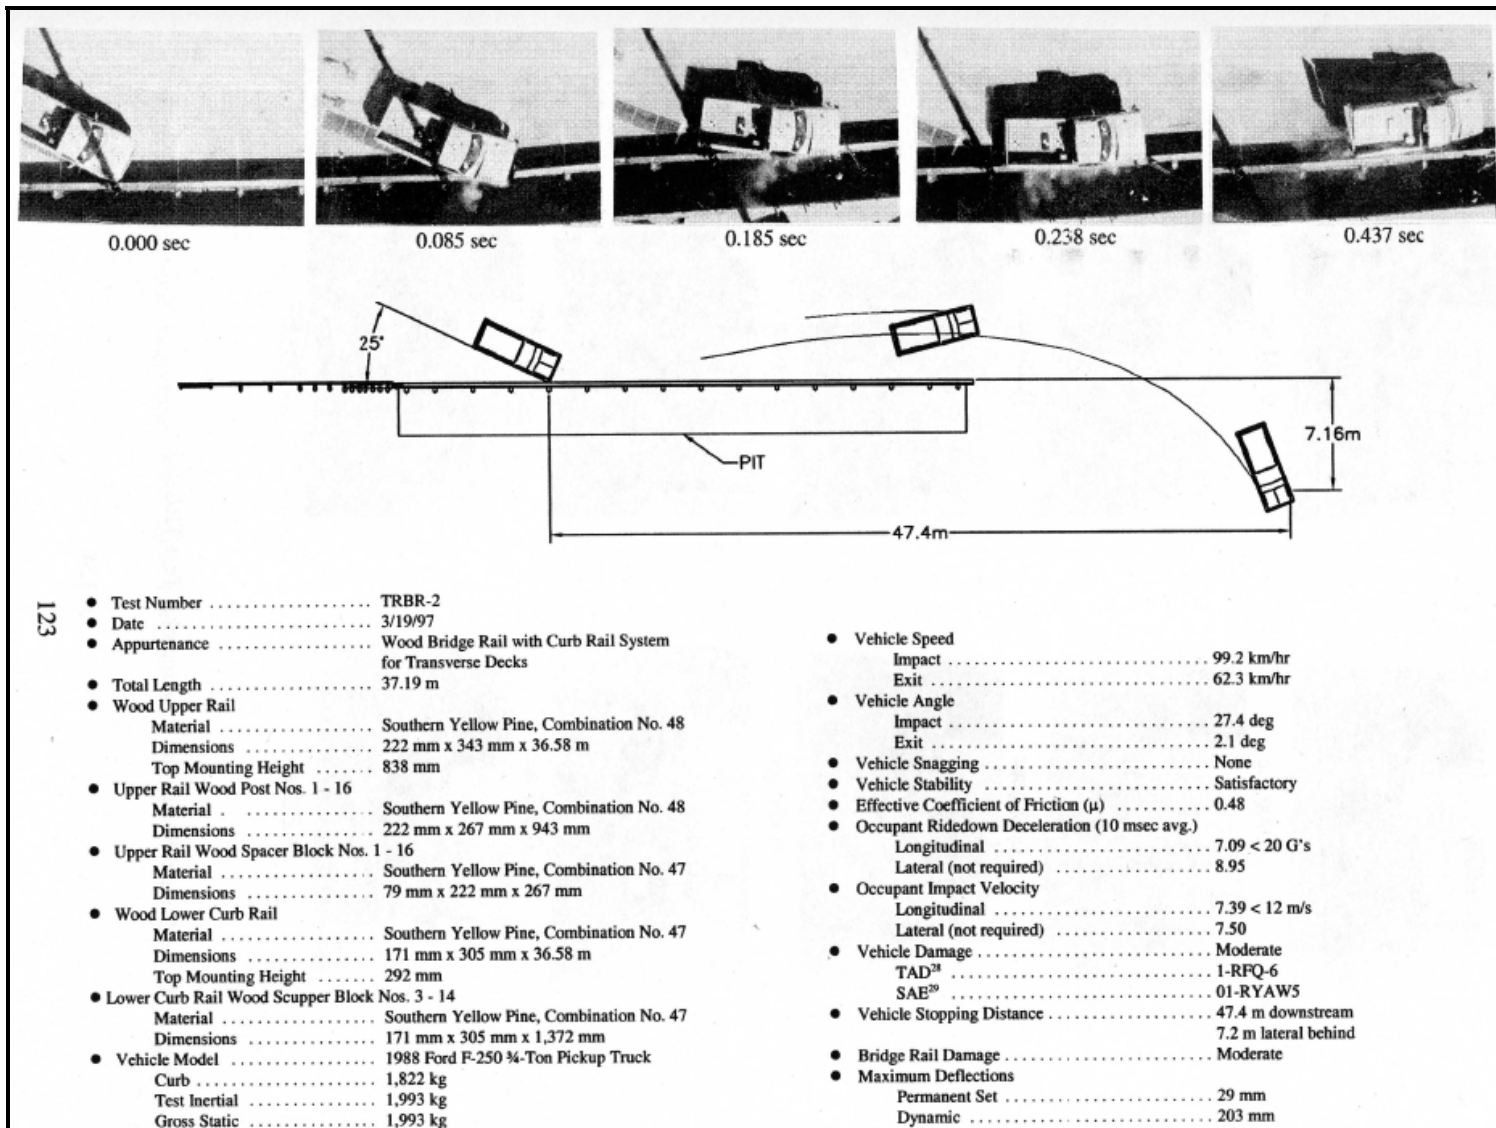 0.000 sec
0.085 sec
0.185 sec
0.238 sec
0.437 sec
25°
7.16m
PIT
47.4m
123
● Test Number .................... TRBR-2
● Date .......................... 3/19/97
● Appurtenance .................. Wood Bridge Rail with Curb Rail System
for Transverse Decks
● Total Length .................... 37.19 m
● Wood Upper Rail
Material .................. Southern Yellow Pine, Combination No. 48
Dimensions .............. 222 mm x 343 mm x 36.58 m
Top Mounting Height ....... 838 mm
● Upper Rail Wood Post Nos. 1 - 16
Material . .............. Southern Yellow Pine, Combination No. 48
Dimensions .............. 222 mm x 267 mm x 943 mm
● Upper Rail Wood Spacer Block Nos. 1 - 16
Material .................. Southern Yellow Pine, Combination No. 47
Dimensions .............. 79 mm x 222 mm x 267 mm
● Wood Lower Curb Rail
Material .................. Southern Yellow Pine, Combination No. 47
Dimensions .............. 171 mm x 305 mm x 36.58 m
Top Mounting Height ....... 292 mm
● Lower Curb Rail Wood Scupper Block Nos. 3 - 14
Material .................. Southern Yellow Pine, Combination No. 47
Dimensions .............. 171 mm x 305 mm x 1,372 mm
● Vehicle Model ................. 1988 Ford F-250 ¾-Ton Pickup Truck
Curb ..................... 1,822 kg
Test Inertial ............... 1,993 kg
Gross Static ............... 1,993 kg
● Vehicle Speed
Impact ............................ 99.2 km/hr
Exit .............................. 62.3 km/hr
● Vehicle Angle
Impact ............................ 27.4 deg
Exit .............................. 2.1 deg
● Vehicle Snagging ......................... None
● Vehicle Stability ......................... Satisfactory
● Effective Coefficient of Friction (μ) ............ 0.48
● Occupant Ridedown Deceleration (10 msec avg.)
Longitudinal ....................... 7.09 < 20 G's
Lateral (not required) ................ 8.95
● Occupant Impact Velocity
Longitudinal ....................... 7.39 < 12 m/s
Lateral (not required) ................ 7.50
● Vehicle Damage ......................... Moderate
TAD²⁸ ............................ 1-RFQ-6
SAE²⁹ ............................ 01-RYAW5
● Vehicle Stopping Distance ................. 47.4 m downstream
7.2 m lateral behind
● Bridge Rail Damage ...................... Moderate
● Maximum Deflections
Permanent Set ...................... 29 mm
Dynamic .......................... 203 mm